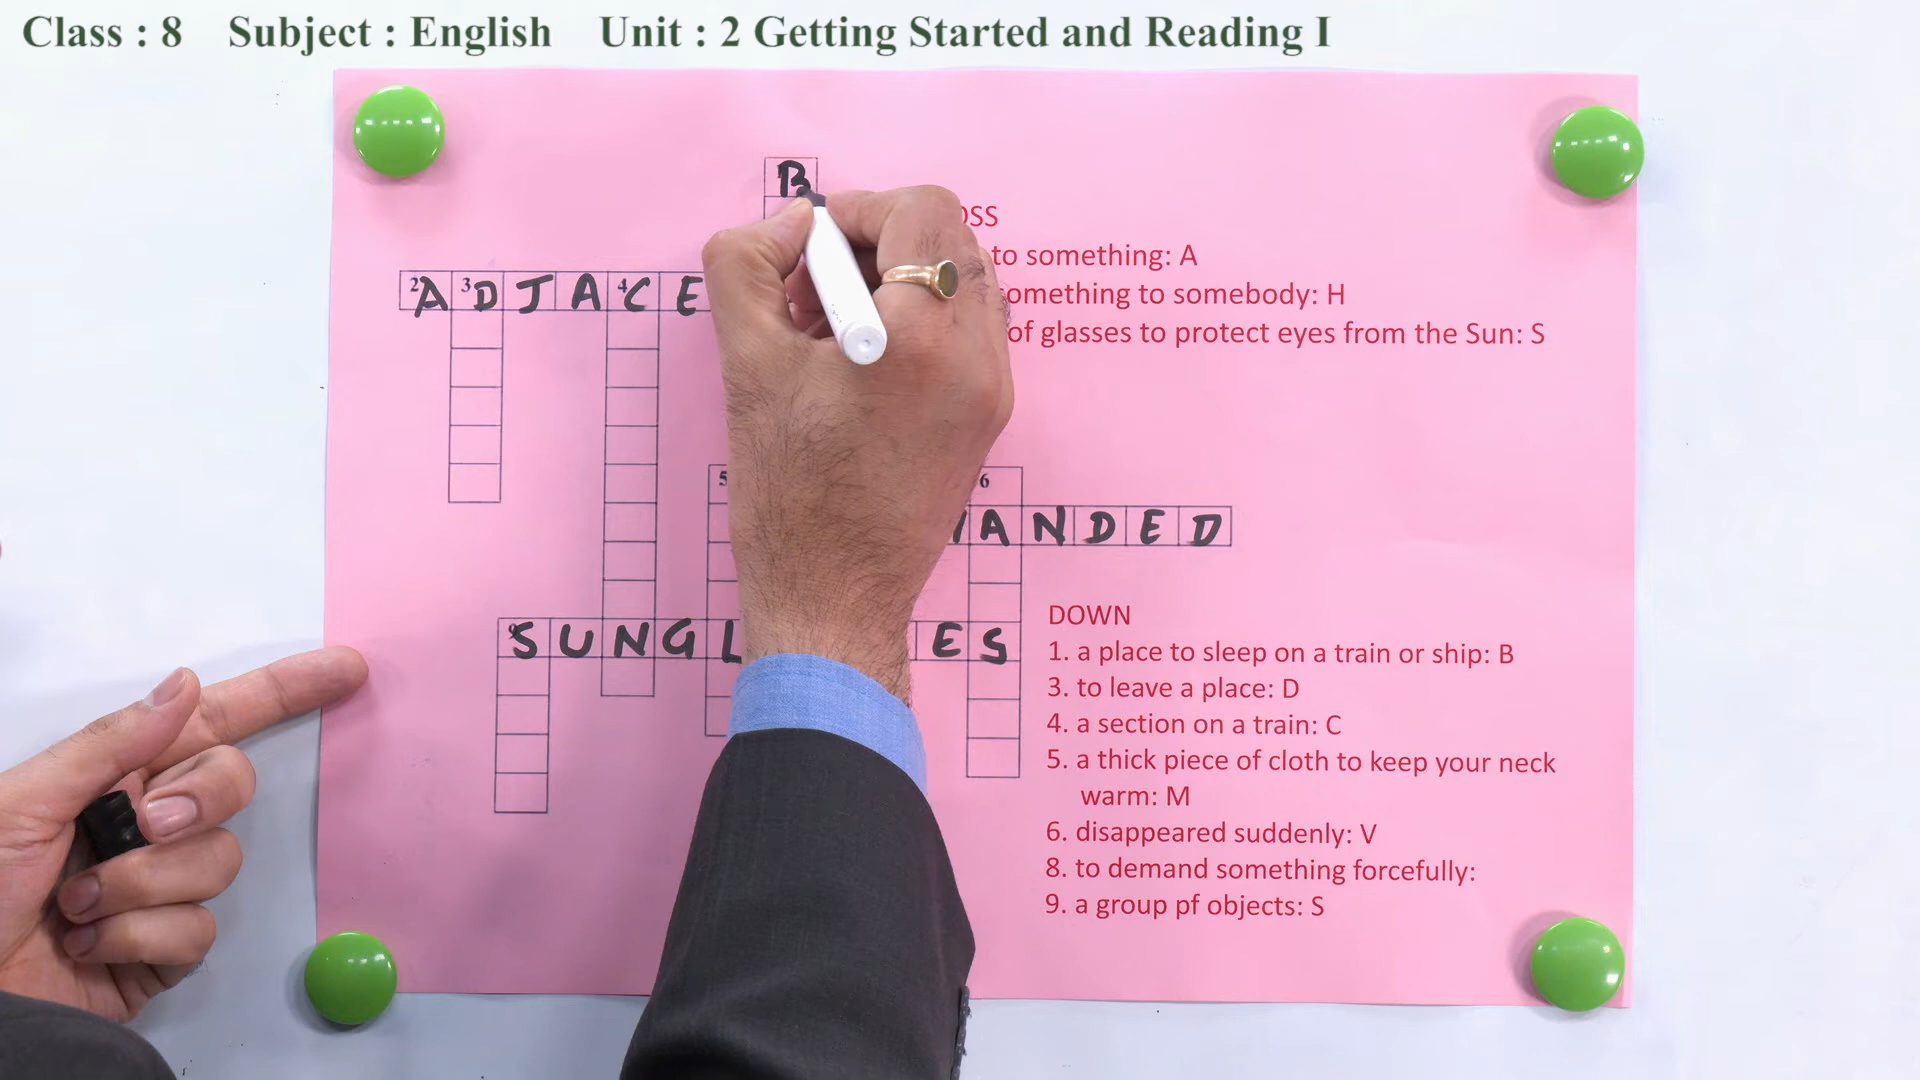 Class : 8 Subject : English Unit : 2 Getting Started and Reading I
B
to something: A
2 A 3 D J A 4 C E
something to somebody: H
of glasses to protect eyes from the Sun: S
5 6
A N D E D
DOWN
9 S U N G L E S
1. a place to sleep on a train or ship: B
3. to leave a place: D
4. a section on a train: C
5. a thick piece of cloth to keep your neck
warm: M
6. disappeared suddenly: V
8. to demand something forcefully:
9. a group pf objects: S